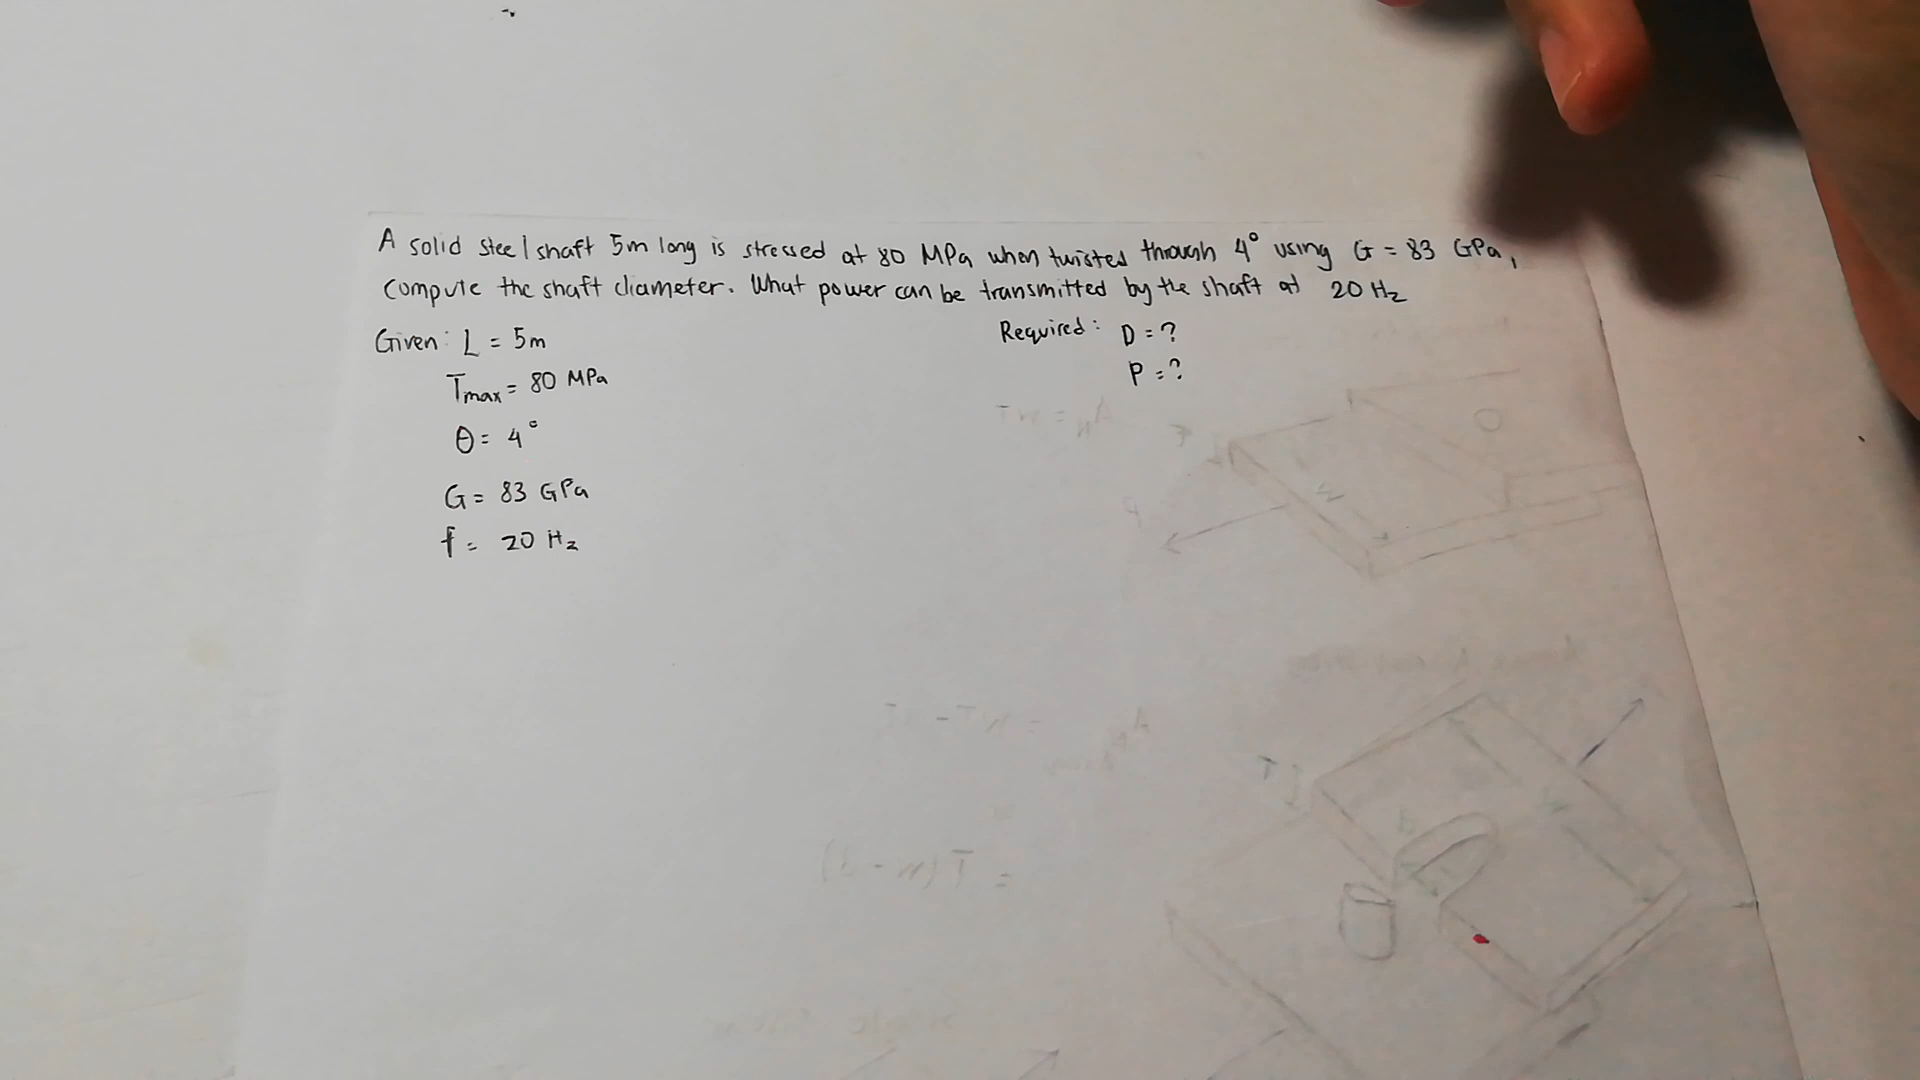 A solid steel shaft 5m long is stressed at 80 MPa when twisted through 4° using G = 83 GPa,
compute the shaft diameter. What power can be transmitted by the shaft at 20 Hz
Given: L = 5m
Required: D = ?
P = ?
Tmax = 80 MPa
θ = 4°
G = 83 GPa
f = 20 Hz